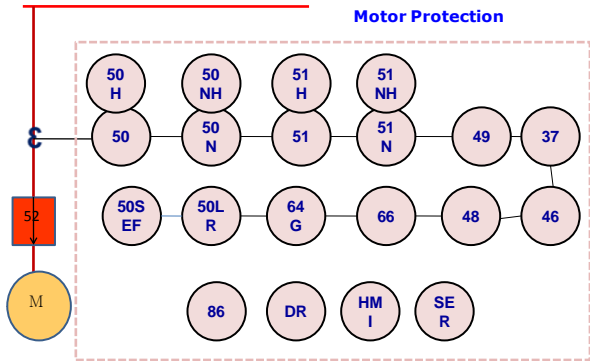 Motor Protection
50
H
50
NH
51
H
51
NH
50
50
N
51
51
N
49
37
52
50S
EF
50L
R
64
G
66
48
46
M
86
DR
HM
I
SE
R